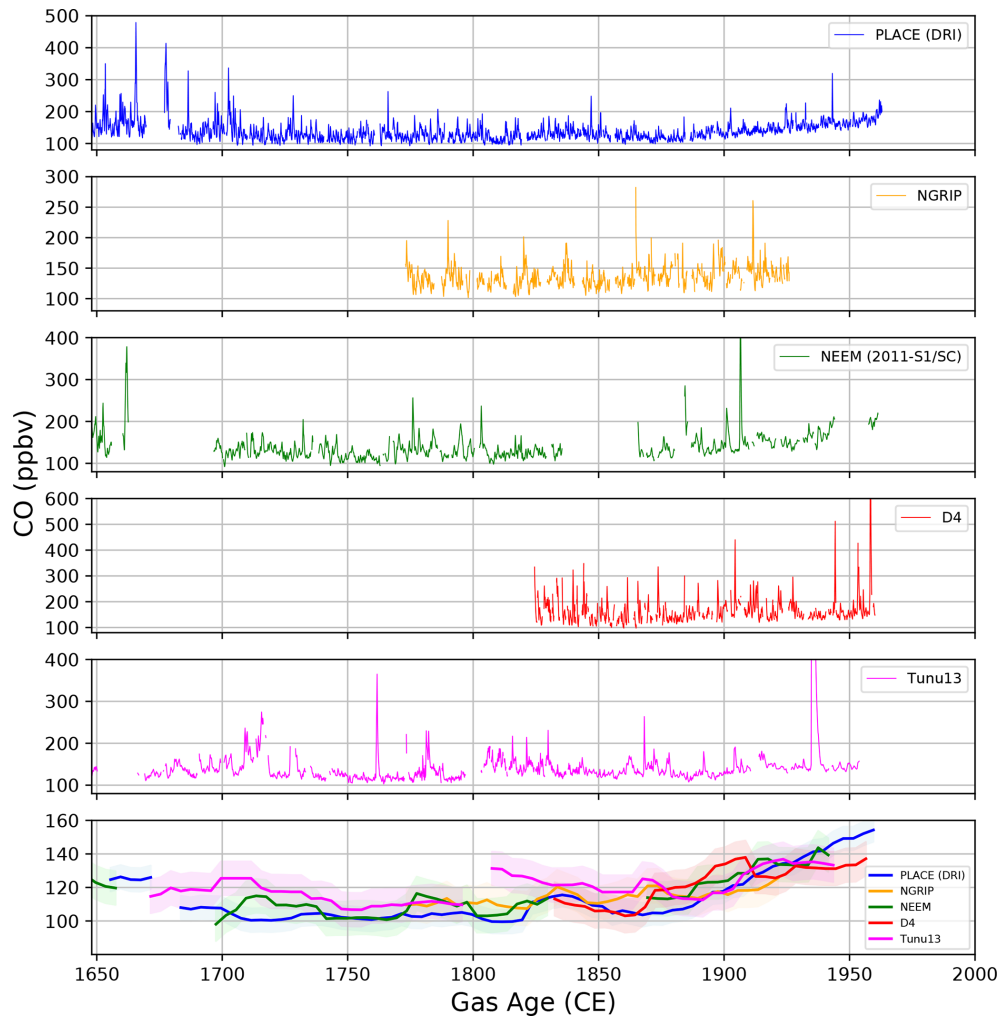 500
400
300
200
100
PLACE (DRI)
300
250
200
150
100
NGRIP
400
300
200
100
NEEM (2011-S1/SC)
CO (ppbv)
600
500
400
300
200
100
D4
400
300
200
100
Tunu13
160
140
120
100
PLACE (DRI)
NGRIP
NEEM
D4
Tunu13
1650 1700 1750 1800 1850 1900 1950 2000
Gas Age (CE)